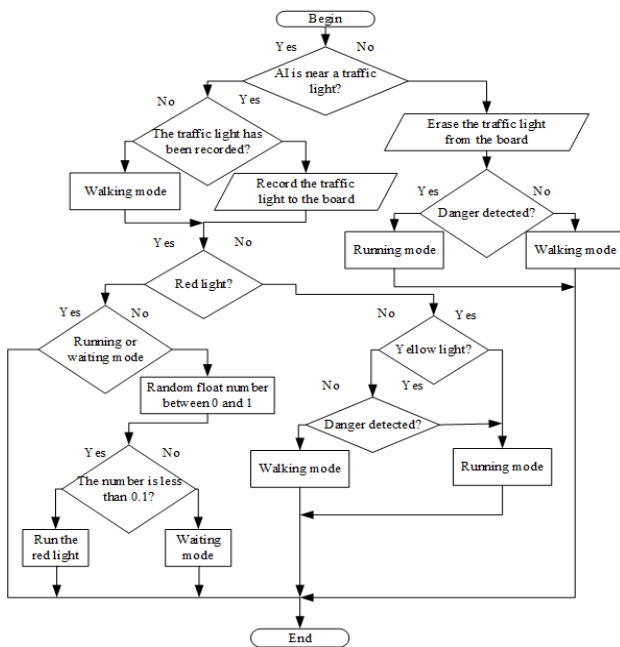 Begin
Yes
No
AI is near a traffic
light?
No
Yes
The traffic light has
been recorded?
Erase the traffic light
from the board
Walking mode
Record the traffic
light to the board
Yes
No
Danger detected?
Running mode
Walking mode
Yes
No
Red light?
Yes
No
Running or
waiting mode
No
Yes
Yellow light?
Random float number
between 0 and 1
No
Yes
Danger detected?
Yes
No
The number is less
than 0.1?
Walking mode
Running mode
Run the
red light
Waiting
mode
End